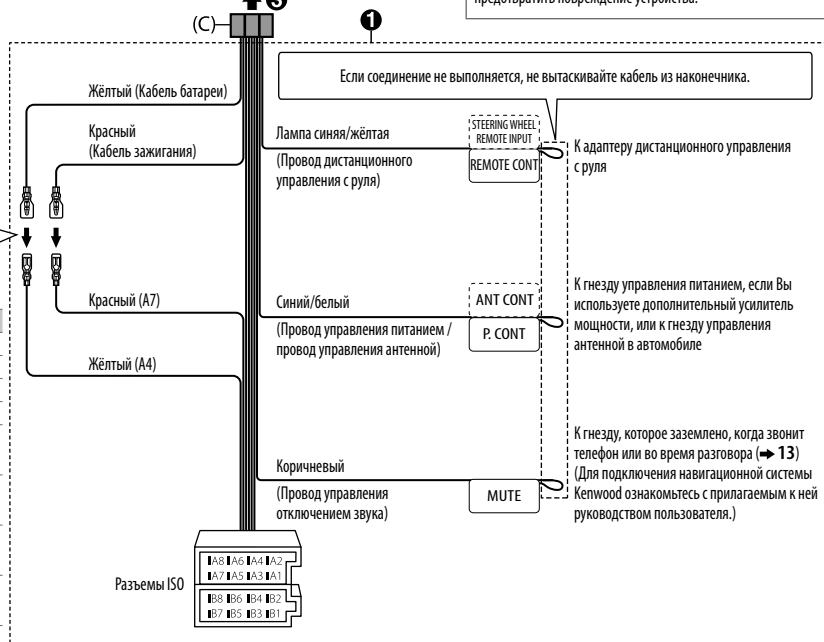 предотвратить повреждение устройства.
3
(C)
1
Если соединение не выполняется, не вытаскивайте кабель из наконечника.
Жёлтый (Кабель батареи)
Красный
(Кабель зажигания)
Лампа синяя/жёлтая
(Провод дистанционного
управления с руля)
STEERING WHEEL
REMOTE INPUT
REMOTE CONT
К адаптеру дистанционного управления
с руля
Красный (A7)
Жёлтый (A4)
Синий/белый
(Провод управления питанием /
провод управления антенной)
ANT CONT
P. CONT
К гнезду управления питанием, если Вы
используете дополнительный усилитель
мощности, или к гнезду управления
антенной в автомобиле
Коричневый
(Провод управления
отключением звука)
MUTE
К гнезду, которое заземлено, когда звонит
телефон или во время разговора (➡ 13)
(Для подключения навигационной системы
Kenwood ознакомьтесь с прилагаемым к ней
руководством пользователя.)
Разъемы ISO
A8 A6 A4 A2
A7 A5 A3 A1
B8 B6 B4 B2
B7 B5 B3 B1